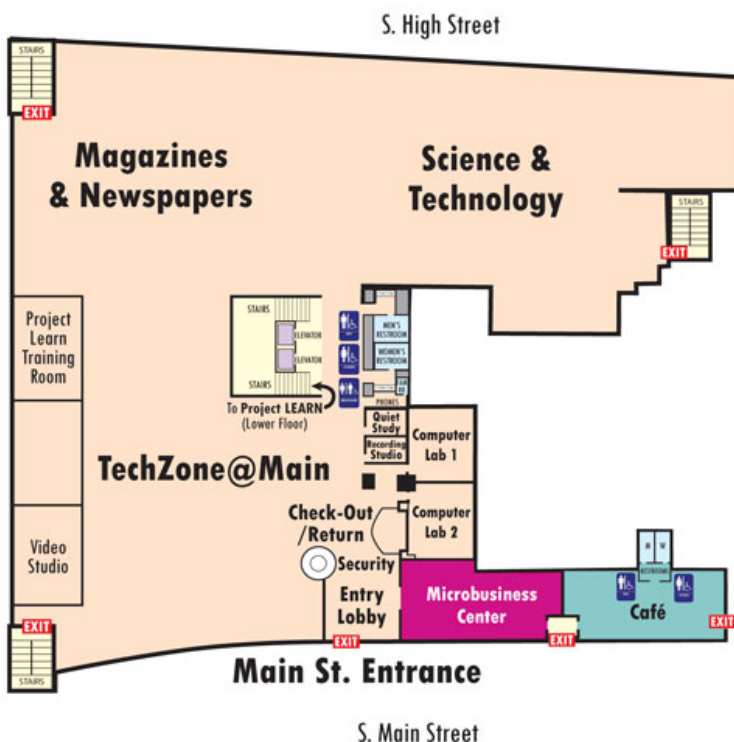 S. High Street
STAIRS
EXIT
Magazines
& Newspapers
Science &
Technology
STAIRS
EXIT
Project
Learn
Training
Room
STAIRS
ELEVATOR
ELEVATOR
STAIRS
MEN'S
RESTROOM
WOMEN'S
RESTROOM
PHONES
To Project LEARN
(Lower Floor)
Quiet
Study
Recording
Studio
Computer
Lab 1
TechZone@Main
Check-Out
/Return
Computer
Lab 2
Video
Studio
Security
Entry
Lobby
Microbusiness
Center
M W
RESTROOMS
Café
EXIT
EXIT
EXIT
EXIT
STAIRS
Main St. Entrance
S. Main Street